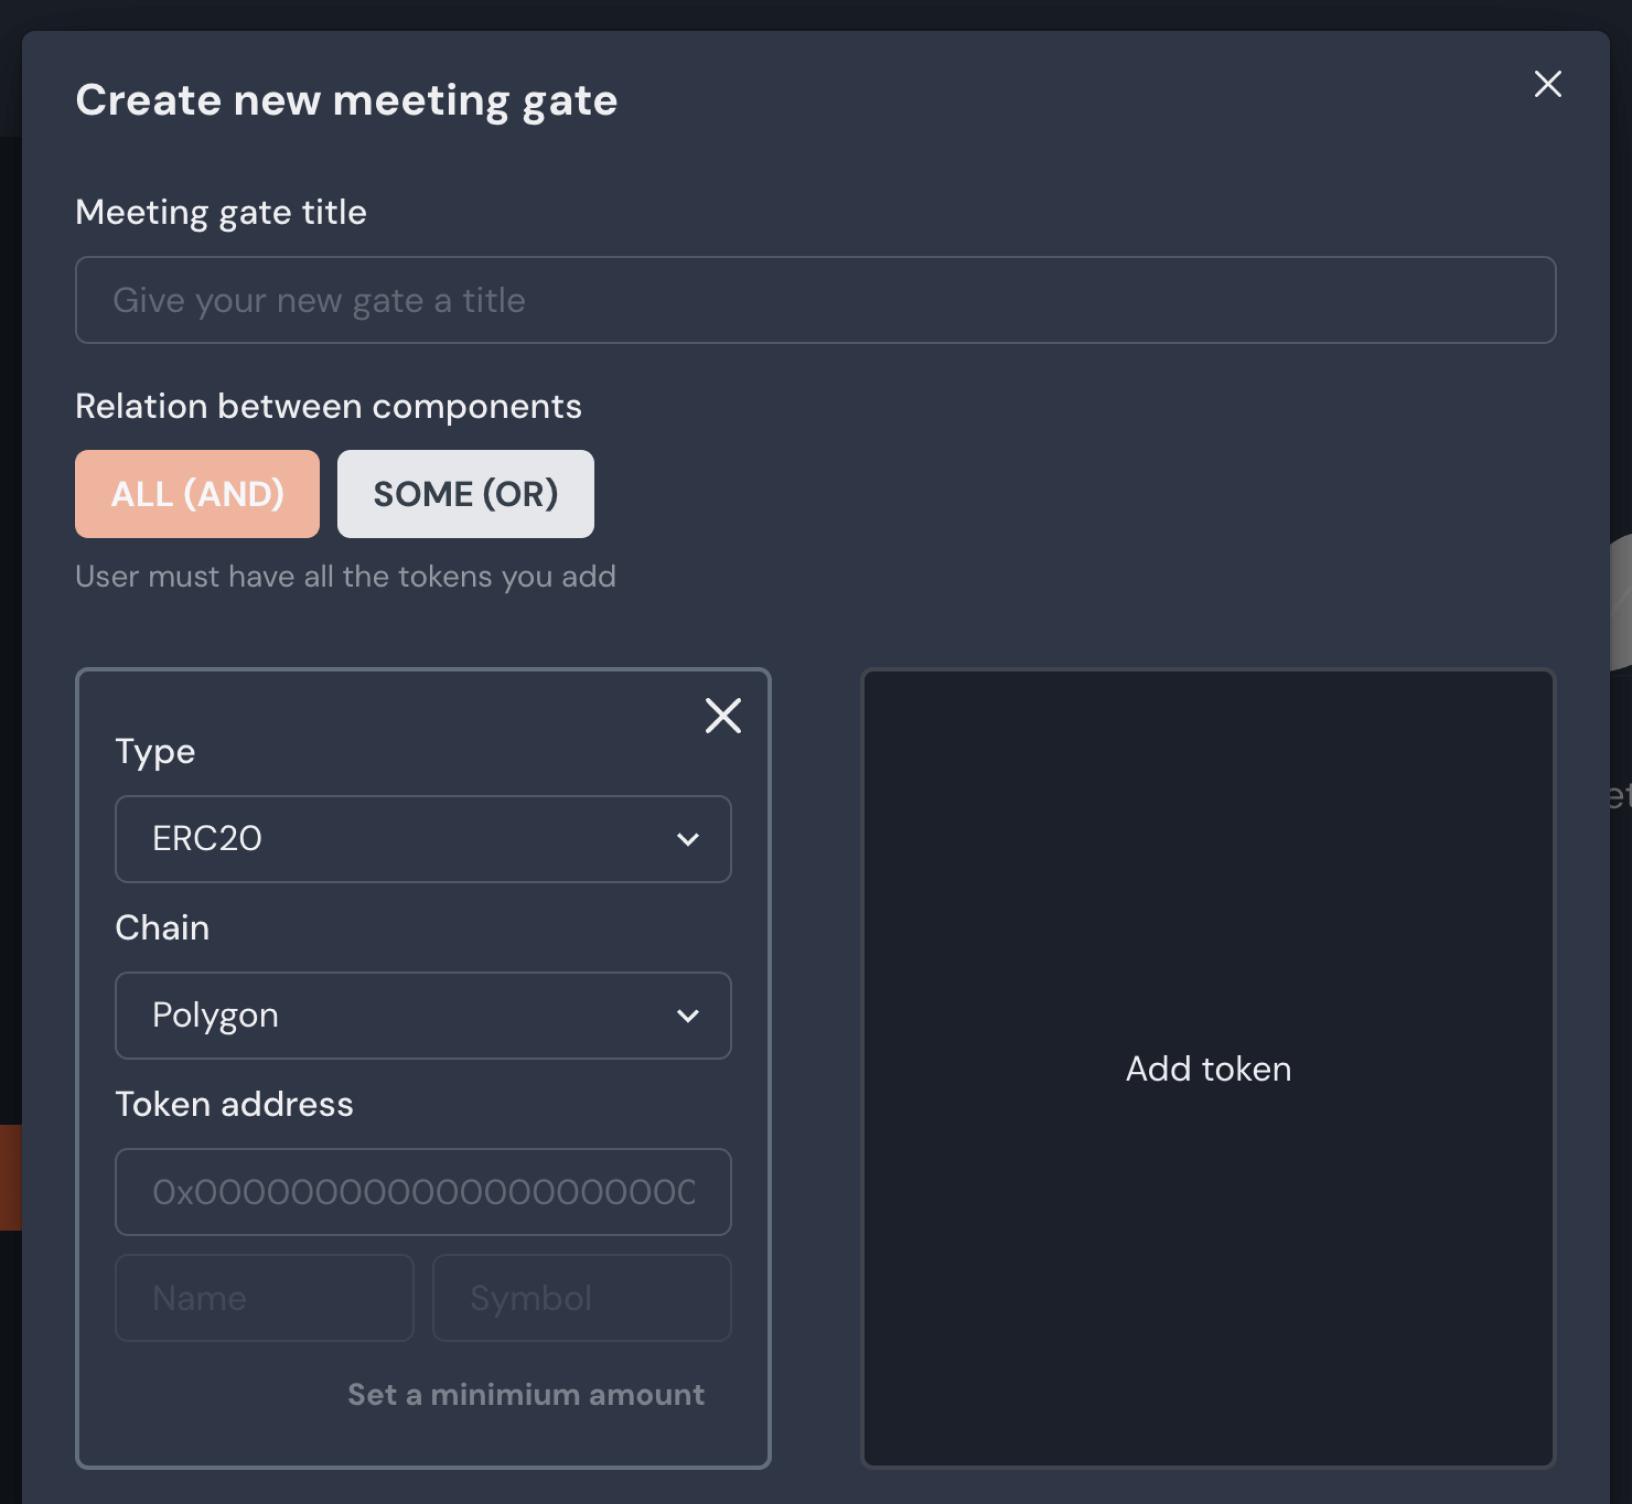 Create new meeting gate
Meeting gate title
Give your new gate a title
Relation between components
ALL (AND)
SOME (OR)
User must have all the tokens you add
Type
ERC20
Chain
Polygon
Token address
0x000000000000000000000
Name
Symbol
Set a minimium amount
Add token